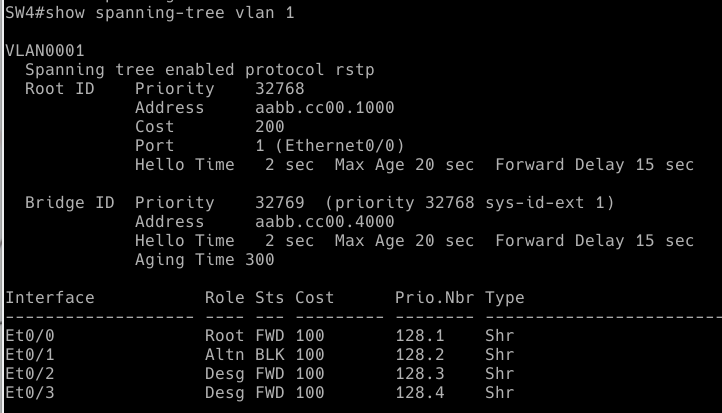 SW4#show spanning-tree vlan 1
VLAN0001
Spanning tree enabled protocol rstp
Root ID Priority 32768
Address aabb.cc00.1000
Cost 200
Port 1 (Ethernet0/0)
Hello Time 2 sec Max Age 20 sec Forward Delay 15 sec
Bridge ID Priority 32769 (priority 32768 sys-id-ext 1)
Address aabb.cc00.4000
Hello Time 2 sec Max Age 20 sec Forward Delay 15 sec
Aging Time 300
Interface Role Sts Cost Prio.Nbr Type
------------------- ---- --- --------- -------- ------------------------
Et0/0 Root FWD 100 128.1 Shr
Et0/1 Altn BLK 100 128.2 Shr
Et0/2 Desg FWD 100 128.3 Shr
Et0/3 Desg FWD 100 128.4 Shr